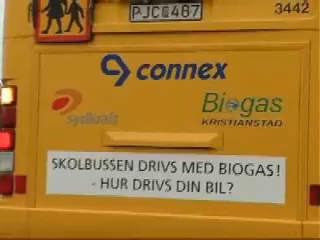 PJC 487
3442
connex
sydkraft
Biogas
KRISTIANSTAD
SKOLBUSSEN DRIVS MED BIOGAS!
- HUR DRIVS DIN BIL?